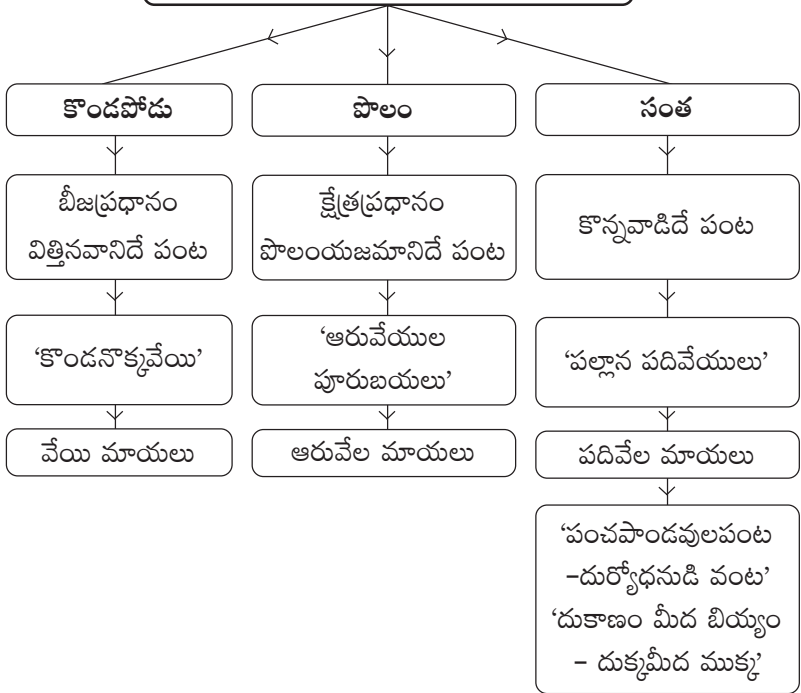 కొండపోడు
బీజప్రధానం
విత్తినవానిదే పంట
‘కొండనొక్కవేయి’
వేయి మాయలు
పొలం
క్షేత్రప్రధానం
పొలంయజమానిదే పంట
‘ఆరువేయుల
పూరుబయలు’
ఆరువేల మాయలు
సంత
కొన్నవాడిదే పంట
‘పల్లాన పదివేయులు’
పదివేల మాయలు
‘పంచపాండవులపంట
–దుర్యోధనుడి వంట’
‘దుకాణం మీద బియ్యం
– దుక్కమీద ముక్క’